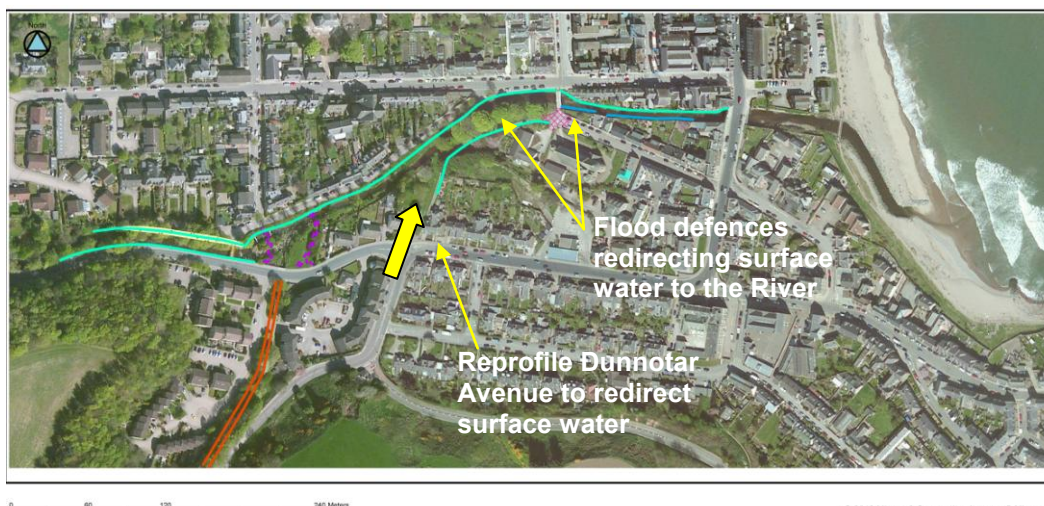 North
Flood defences
redirecting surface
water to the River
Reprofile Dunnotar
Avenue to redirect
surface water
0 60 120 240 Meters